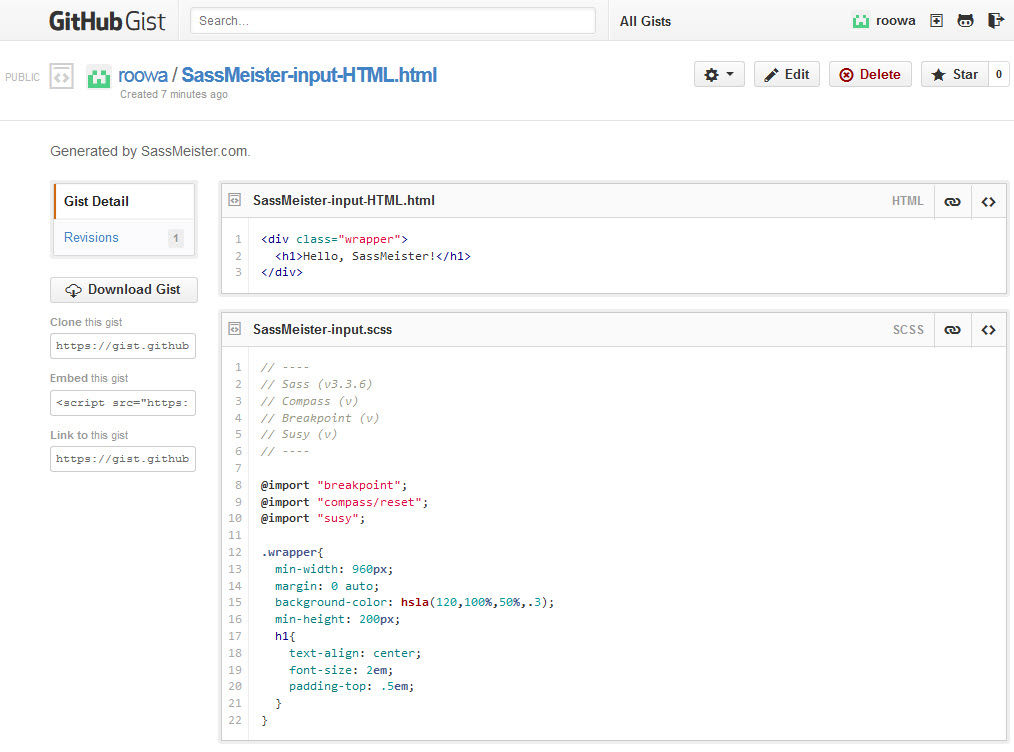 GitHub Gist Search... All Gists roowa
PUBLIC roowa / SassMeister-input-HTML.html Edit Delete Star 0
Created 7 minutes ago
Generated by SassMeister.com.
Gist Detail
Revisions 1
Download Gist
Clone this gist
https://gist.github
Embed this gist
<script src="https:
Link to this gist
https://gist.github
SassMeister-input-HTML.html HTML
1 <div class="wrapper">
2   <h1>Hello, SassMeister!</h1>
3 </div>
SassMeister-input.scss SCSS
1 // ----
2 // Sass (v3.3.6)
3 // Compass (v)
4 // Breakpoint (v)
5 // Susy (v)
6 // ----
7
8 @import "breakpoint";
9 @import "compass/reset";
10 @import "susy";
11
12 .wrapper{
13   min-width: 960px;
14   margin: 0 auto;
15   background-color: hsla(120,100%,50%,.3);
16   min-height: 200px;
17   h1{
18     text-align: center;
19     font-size: 2em;
20     padding-top: .5em;
21   }
22 }